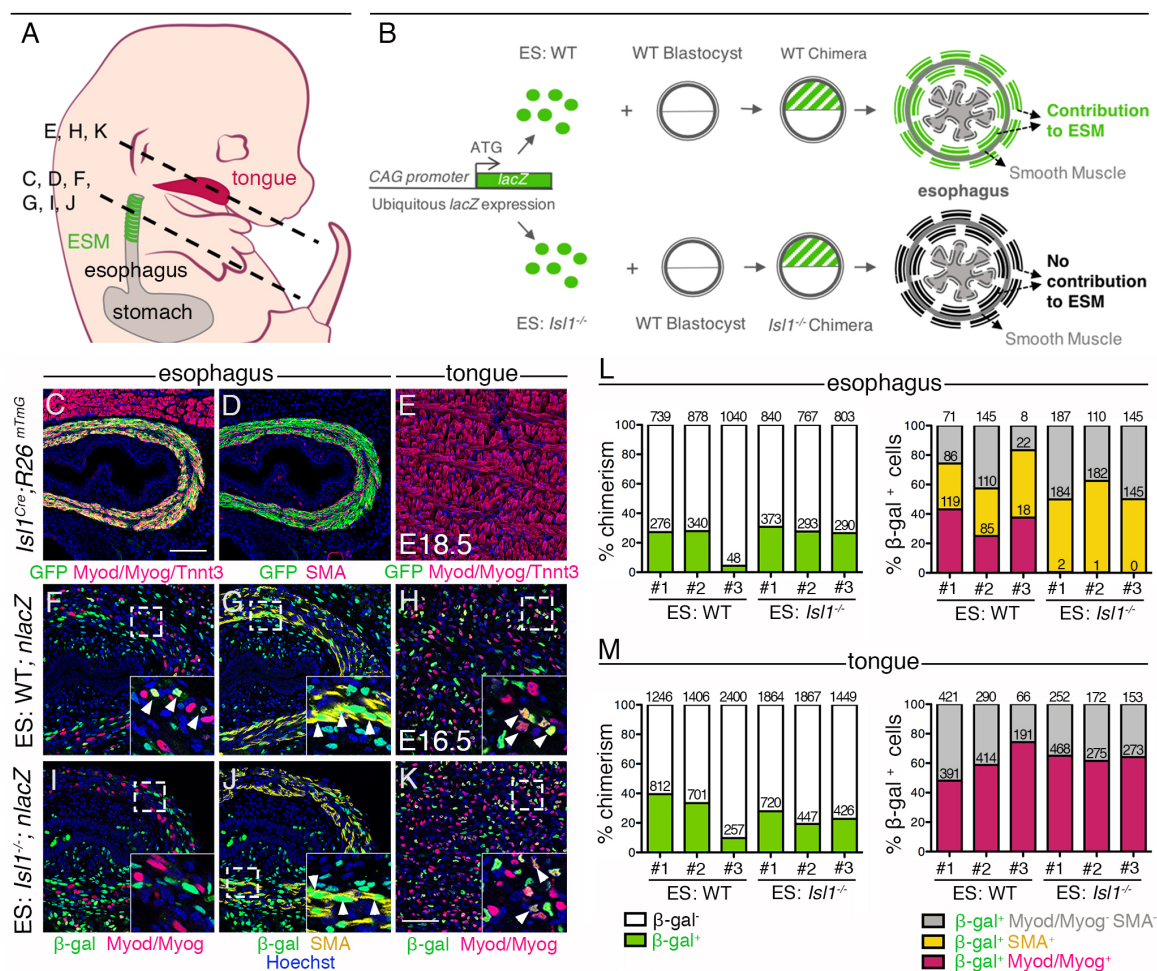 A
E, H, K
C, D, F,
G, I, J
tongue
ESM
esophagus
stomach
B
ES: WT
WT Blastocyst
WT Chimera
ATG
CAG promoter
lacZ
Ubiquitous lacZ expression
+
Contribution
to ESM
Smooth Muscle
esophagus
+
No
contribution
to ESM
Smooth Muscle
ES: Isl1-/-
WT Blastocyst
Isl1-/- Chimera
esophagus
tongue
Isl1Cre;R26 mTmG
C
D
E
E18.5
GFP Myod/Myog/Tnnt3
GFP SMA
GFP Myod/Myog/Tnnt3
ES: WT; nlacZ
F
G
H
E16.5
ES: Isl1-/-; nlacZ
I
J
K
β-gal Myod/Myog
β-gal SMA
β-gal Myod/Myog
Hoechst
L
esophagus
% chimerism
100
80
60
40
20
0
739 878 1040 840 767 803
276 340 48 373 293 290
#1 #2 #3 #1 #2 #3
ES: WT
ES: Isl1-/-
% β-gal + cells
100
80
60
40
20
0
71 145 8 187 110 145
86 110 22 184 182 145
119 85 18 2 1 0
#1 #2 #3 #1 #2 #3
ES: WT
ES: Isl1-/-
M
tongue
% chimerism
100
80
60
40
20
0
1246 1406 2400 1864 1867 1449
812 701 257 720 447 426
#1 #2 #3 #1 #2 #3
ES: WT
ES: Isl1-/-
β-gal-
β-gal+
% β-gal + cells
100
80
60
40
20
0
421 290 66 252 172 153
391 414 191 468 275 273
#1 #2 #3 #1 #2 #3
ES: WT
ES: Isl1-/-
β-gal+ Myod/Myog- SMA-
β-gal+ SMA+
β-gal+ Myod/Myog+